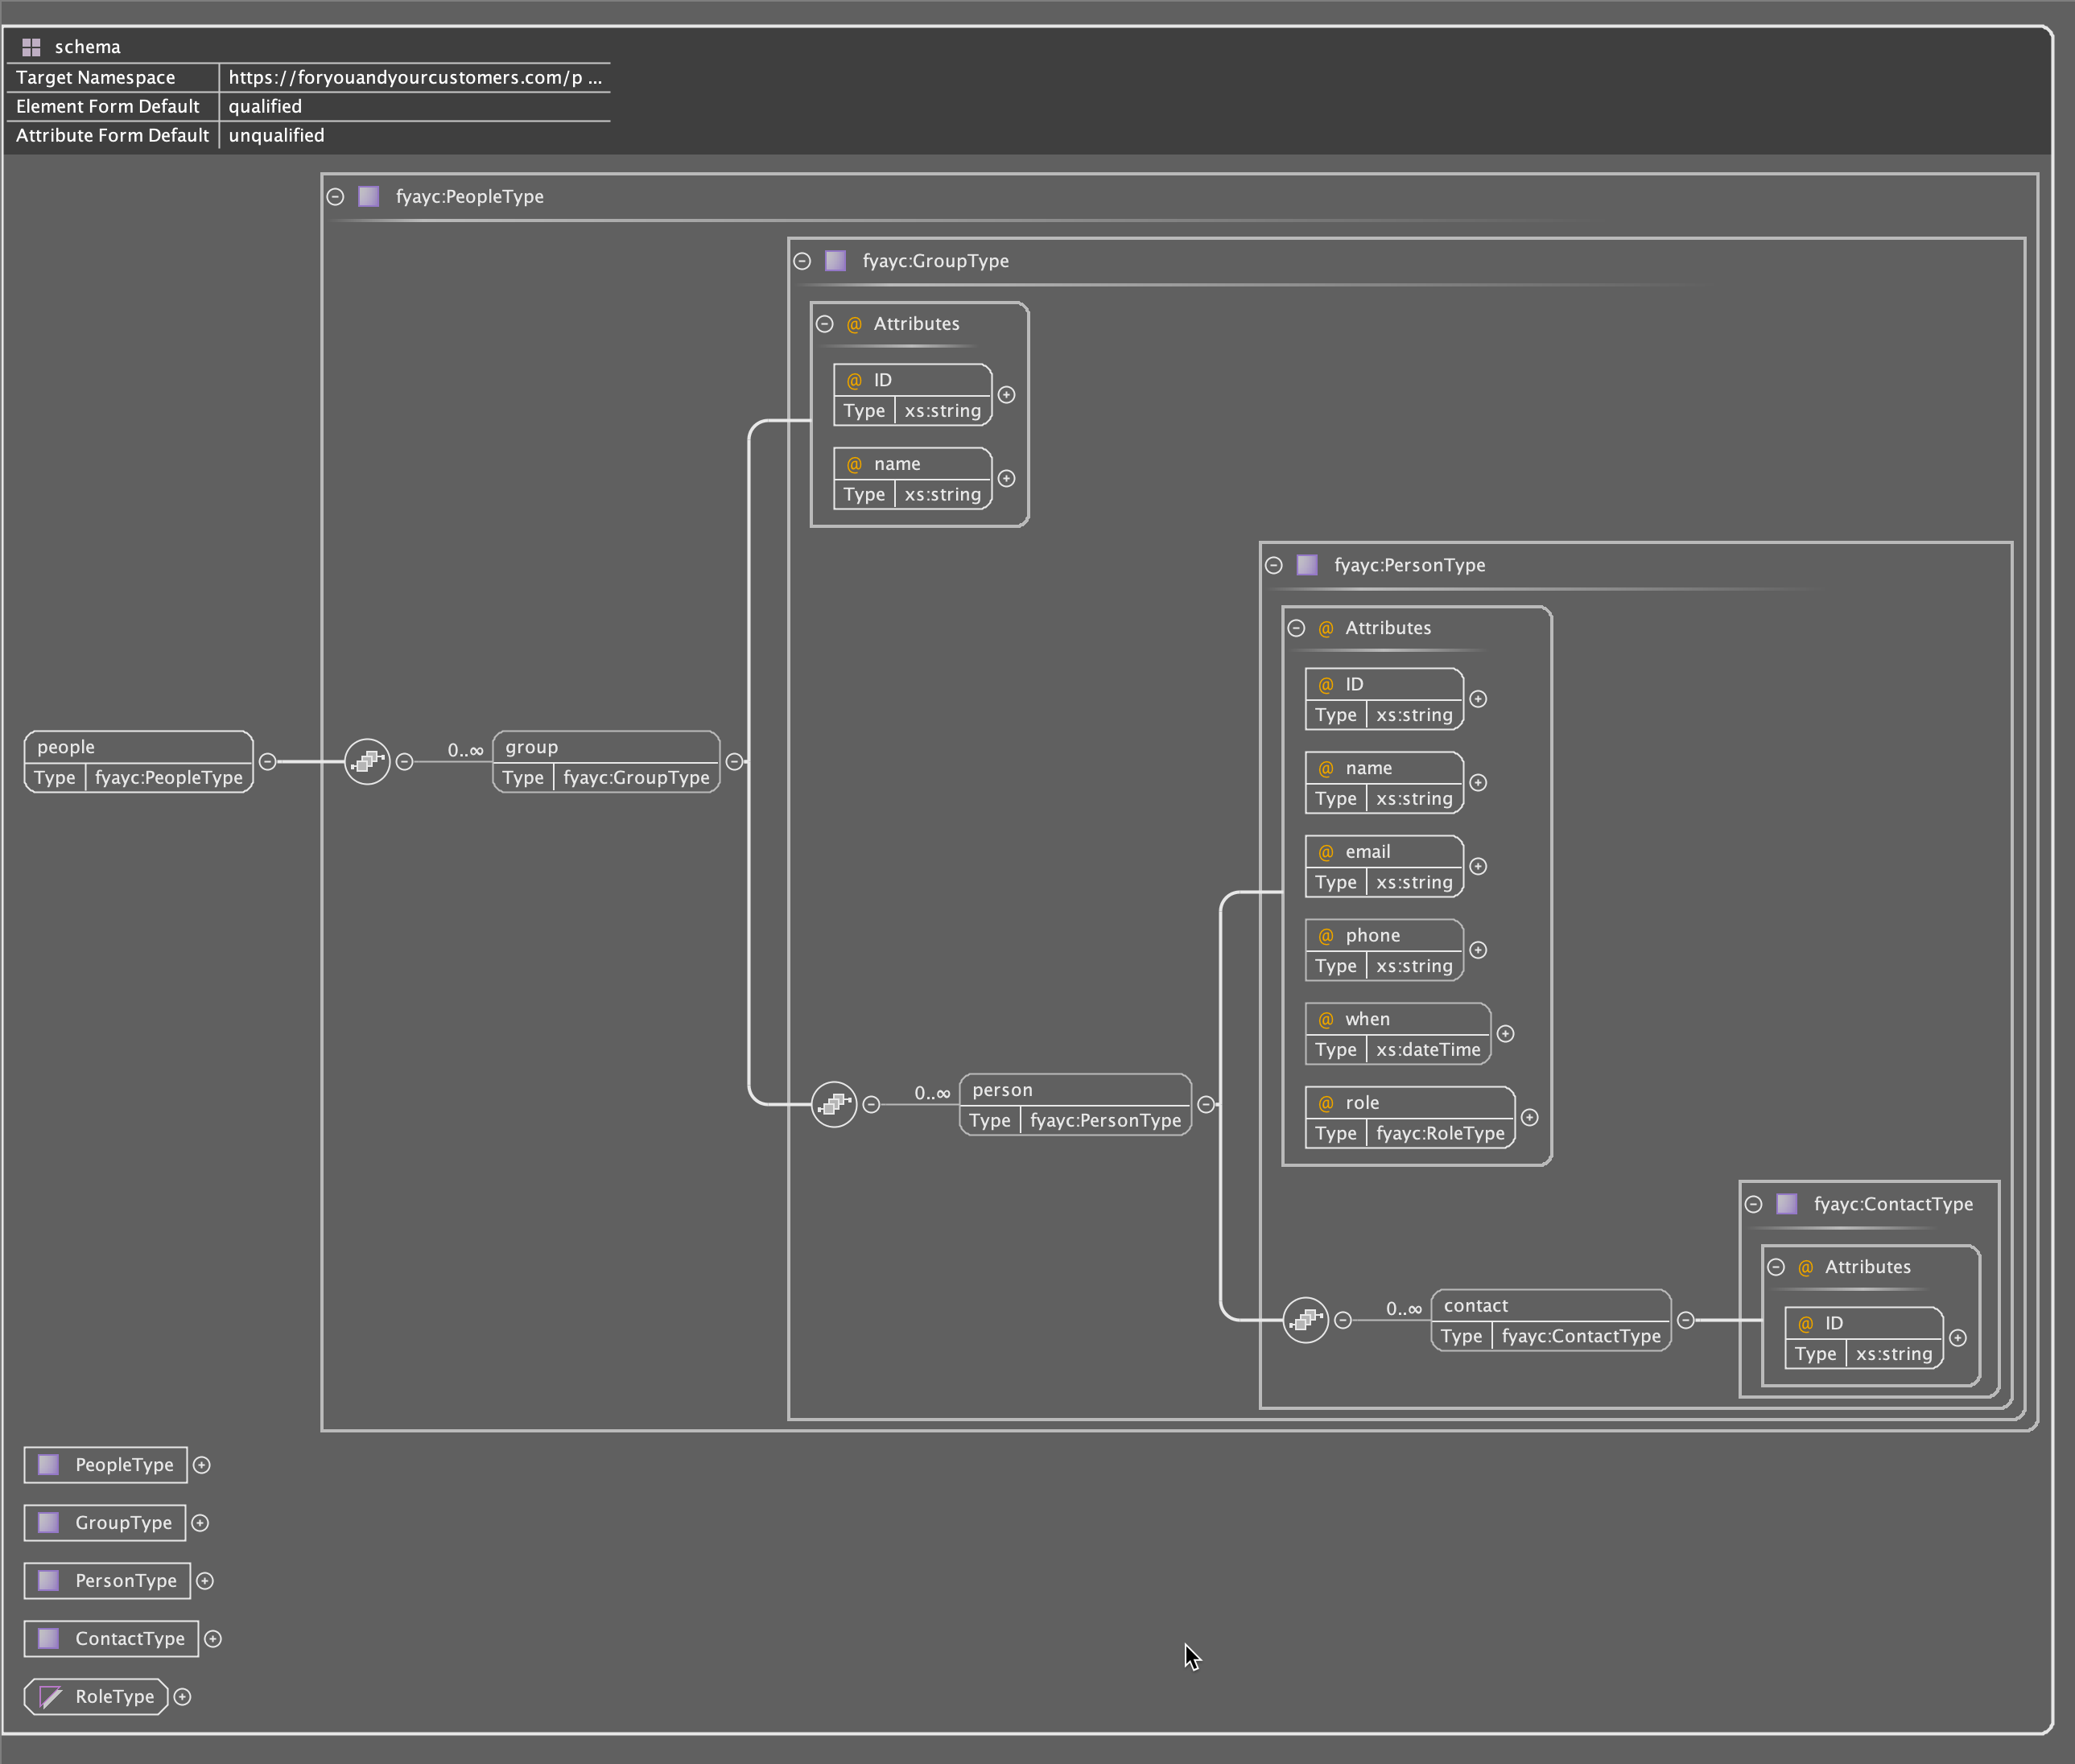 schema
Target Namespace https://foryouandyourcustomers.com/p ...
Element Form Default qualified
Attribute Form Default unqualified
fyayc:PeopleType
fyayc:GroupType
@ Attributes
@ ID
Type xs:string
@ name
Type xs:string
fyayc:PersonType
@ Attributes
@ ID
Type xs:string
people
Type fyayc:PeopleType
0..∞
group
Type fyayc:GroupType
@ name
Type xs:string
@ email
Type xs:string
@ phone
Type xs:string
@ when
Type xs:dateTime
0..∞
person
Type fyayc:PersonType
@ role
Type fyayc:RoleType
fyayc:ContactType
@ Attributes
0..∞
contact
Type fyayc:ContactType
@ ID
Type xs:string
PeopleType
GroupType
PersonType
ContactType
RoleType